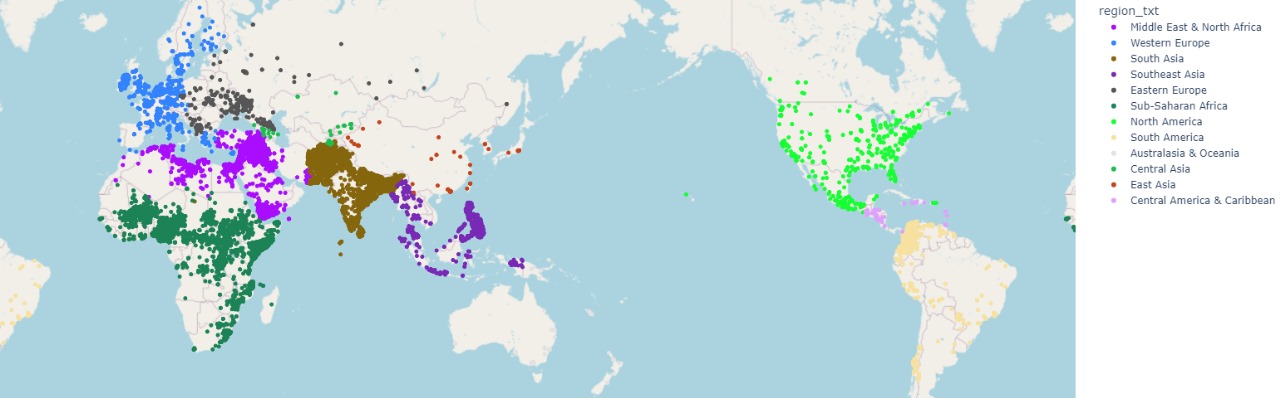 region_txt
Middle East & North Africa
Western Europe
South Asia
Southeast Asia
Eastern Europe
Sub-Saharan Africa
North America
South America
Australasia & Oceania
Central Asia
East Asia
Central America & Caribbean